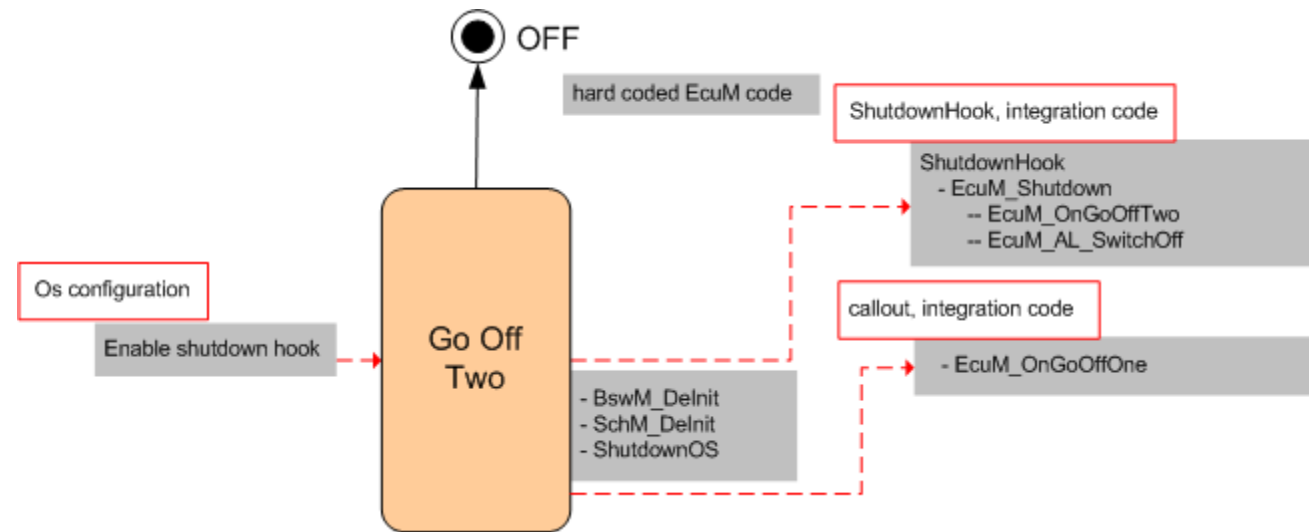 OFF
hard coded EcuM code
ShutdownHook, integration code
ShutdownHook
- EcuM_Shutdown
-- EcuM_OnGoOffTwo
-- EcuM_AL_SwitchOff
Os configuration
Enable shutdown hook
Go Off
Two
callout, integration code
- EcuM_OnGoOffOne
- BswM_DeInit
- SchM_DeInit
- ShutdownOS